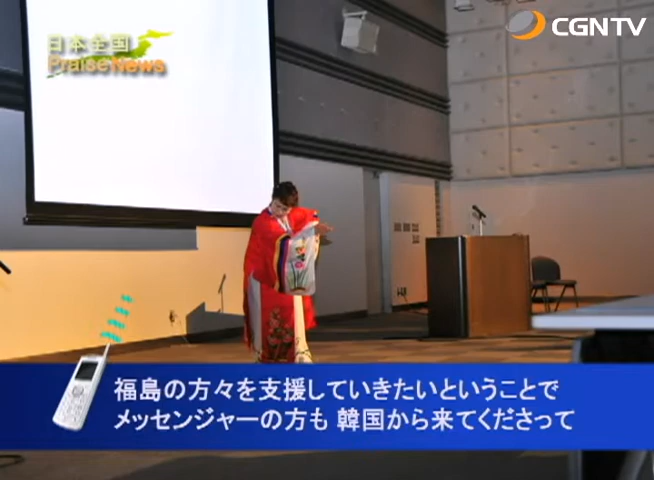 日本全国
PraiseNews
CGNTV
福島の方々を支援していきたいということで
メッセンジャーの方も 韓国から来てくださって